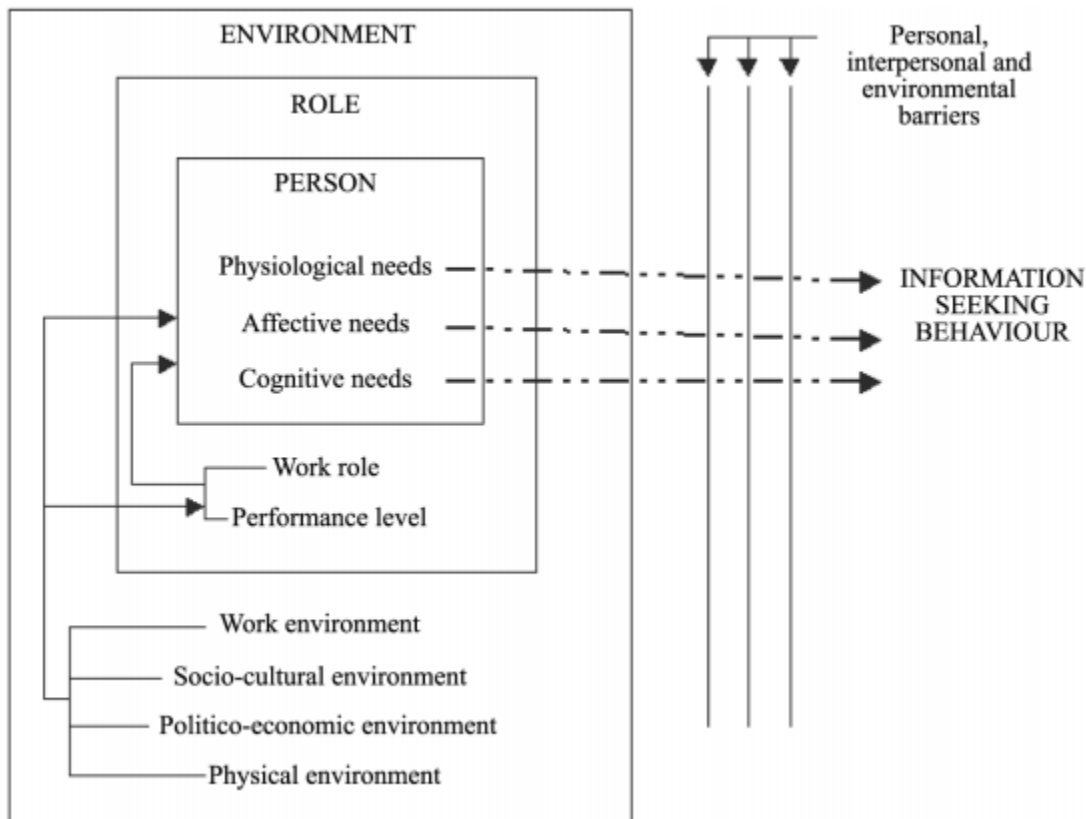 ENVIRONMENT
ROLE
PERSON
Physiological needs
Affective needs
Cognitive needs
Work role
Performance level
Work environment
Socio-cultural environment
Politico-economic environment
Physical environment
Personal,
interpersonal and
environmental
barriers
INFORMATION
SEEKING
BEHAVIOUR